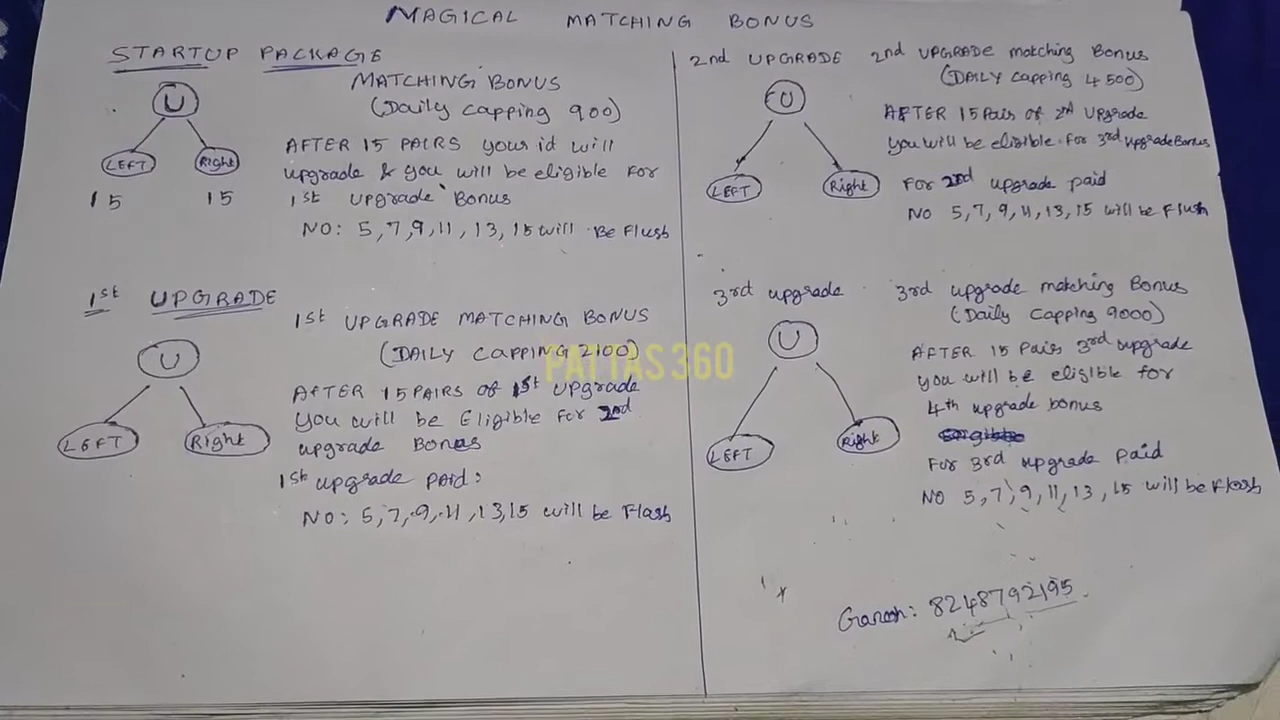 MAGICAL MATCHING BONUS
STARTUP PACKAGE
MATCHING BONUS
(Daily Capping 900)
U
LEFT Right
15 15
AFTER 15 PAIRS your id will
upgrade & you will be eligible For
1st upgrade Bonus
NO: 5,7,9,11, 13, 15 will Be Flush
1st UPGRADE
1st UPGRADE MATCHING BONUS
(DAILY CAPPING 2100)
U
LEFT Right
AFTER 15 PAIRS of 1st upgrade
You will be Eligible For 2nd
upgrade Bonus
1st upgrade PAID:
NO: 5,7,9,11,13,15 will be Flash
2nd UPGRADE 2nd UPGRADE matching Bonus
(DAILY Capping 4500)
U
LEFT Right
AFTER 15 Pair of 2nd upgrade
you will be elisible For 3rd upgrade Bonus
For 2nd upgrade paid
NO 5,7,9,11,13,15 will be Flush
3rd upgrade 3rd upgrade matching Bonus
(Daily Capping 9000)
U
LEFT Right
AFTER 15 Pairs 3rd upgrade
you will be eligible for
4th upgrade bonus
For 3rd upgrade Paid
NO 5,7,9,11,13,15 will be Flash
Ganesh: 8248792195
PATTAS 360